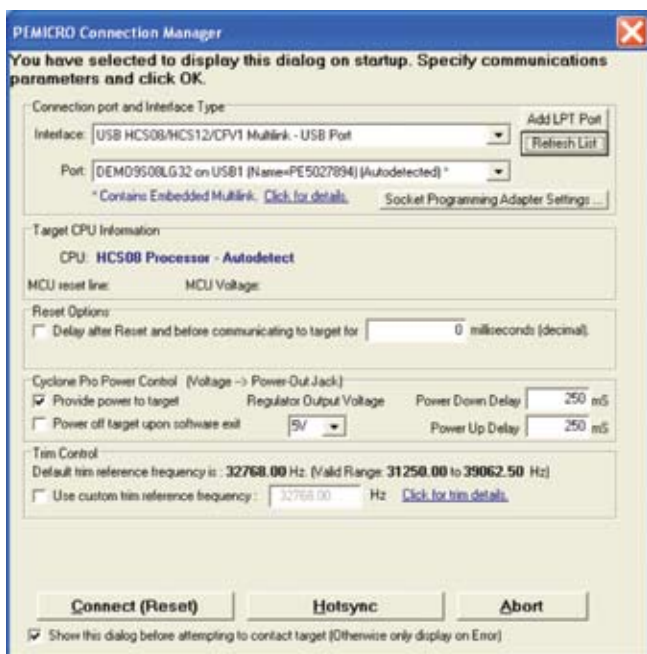 PEMICRO Connection Manager
You have selected to display this dialog on startup. Specify communications
parameters and click OK.
Connection port and Interface Type
Add LPT Port
Interface: USB HCS08/HCS12/CFV1 Multilink - USB Port
Refresh List
Port: DEMO9S08LG32 on USB1 (Name=PE5027894) (Autodetected) *
* Contains Embedded Multilink. Click for details. Socket Programming Adapter Settings ...
Target CPU Information
CPU: HCS08 Processor - Autodetect
MCU reset line: MCU Voltage:
Reset Options
Delay after Reset and before communicating to target for 0 milliseconds (decimal).
Cyclone Pro Power Control (Voltage -> Power-Out Jack)
Provide power to target Regulator Output Voltage Power Down Delay 250 mS
Power off target upon software exit 5V Power Up Delay 250 mS
Trim Control
Default trim reference frequency is : 32768.00 Hz. (Valid Range: 31250.00 to 39062.50 Hz)
Use custom trim reference frequency : 32768.00 Hz Click for trim details.
Connect (Reset) Hotsync Abort
Show this dialog before attempting to contact target (Otherwise only display on Error)